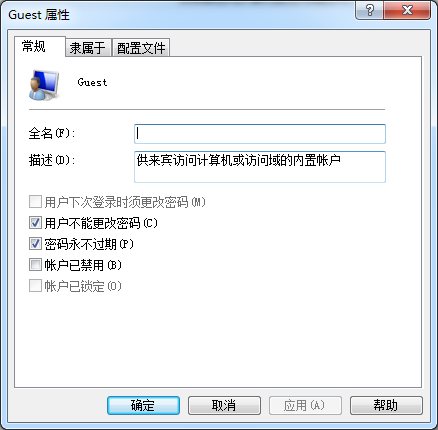 Guest 属性
常规 隶属于 配置文件
Guest
全名(F):
描述(D): 供来宾访问计算机或访问域的内置帐户
用户下次登录时须更改密码(M)
用户不能更改密码(C)
密码永不过期(P)
帐户已禁用(B)
帐户已锁定(O)
确定 取消 应用(A) 帮助